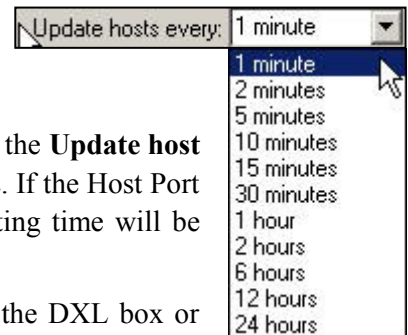 Update hosts every: 1 minute
1 minute
2 minutes
5 minutes
10 minutes
15 minutes
30 minutes
1 hour
2 hours
6 hours
12 hours
24 hours
the Update host
. If the Host Port
ting time will be
the DXL box or